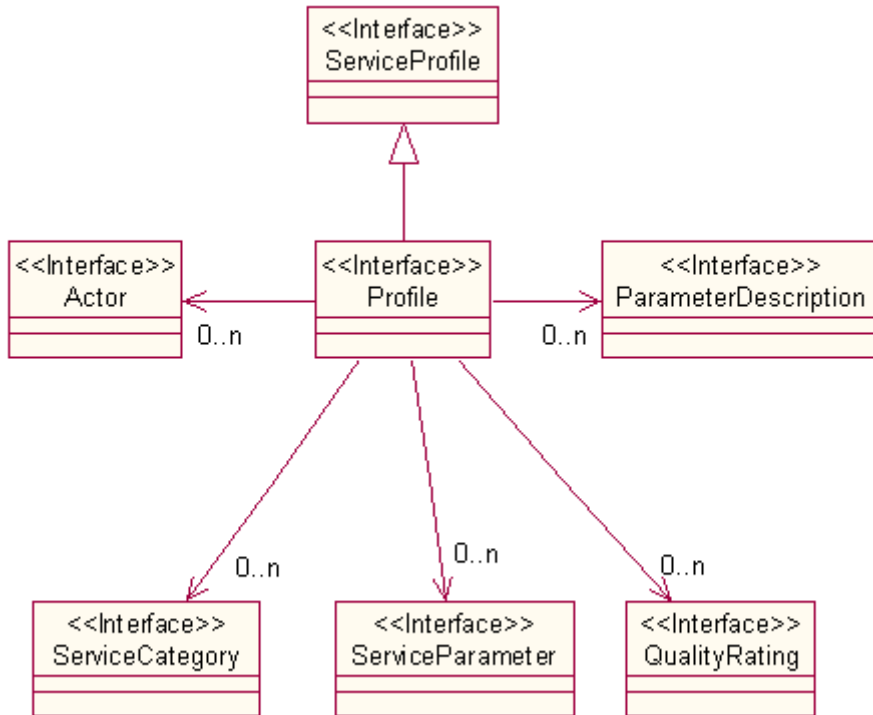 <<Interface>>
ServiceProfile
<<Interface>>
Actor
<<Interface>>
Profile
<<Interface>>
ParameterDescription
0..n
0..n
0..n
0..n
0..n
<<Interface>>
ServiceCategory
<<Interface>>
ServiceParameter
<<Interface>>
QualityRating